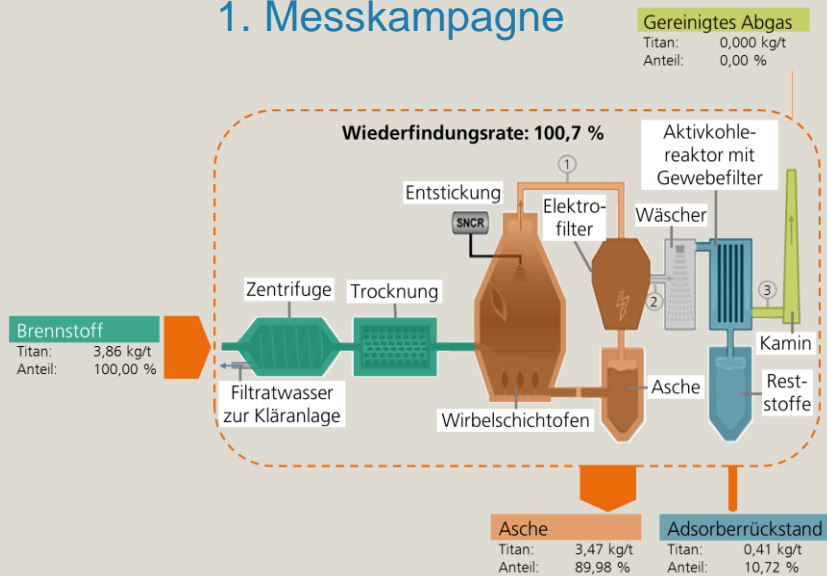 1. Messkampagne
Gereinigtes Abgas
Titan: 0,000 kg/t
Anteil: 0,00 %
Wiederfindungsrate: 100,7 %
Aktivkohle-
reaktor mit
Gewebefilter
1
Entstickung
SNCR
Elektro-
filter
Wäscher
Zentrifuge
Trocknung
2
3
Brennstoff
Titan: 3,86 kg/t
Anteil: 100,00 %
Kamin
Filtratwasser
zur Kläranlage
Wirbelschichtofen
Asche
Rest-
stoffe
Asche
Titan: 3,47 kg/t
Anteil: 89,98 %
Adsorberrückstand
Titan: 0,41 kg/t
Anteil: 10,72 %